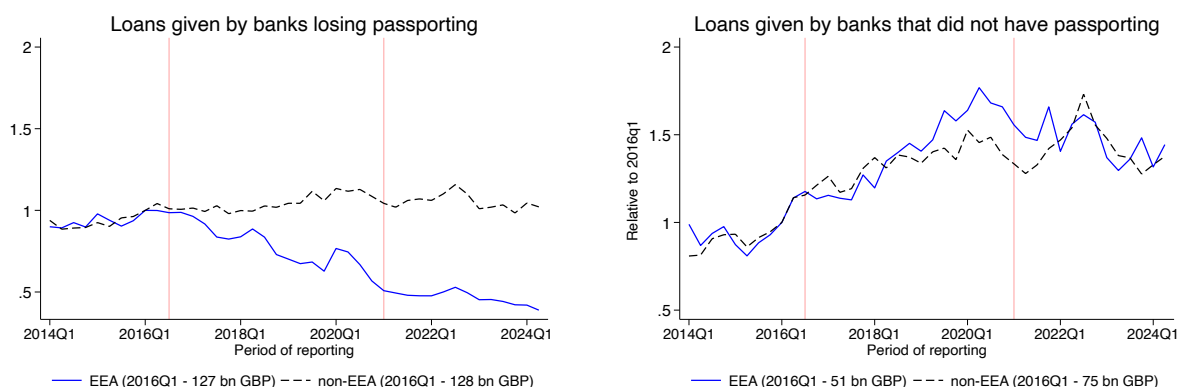 Loans given by banks losing passporting
2
1.5
1
.5
2014Q1 2016Q1 2018Q1 2020Q1 2022Q1 2024Q1
Period of reporting
EEA (2016Q1 - 127 bn GBP) non-EEA (2016Q1 - 128 bn GBP)
Loans given by banks that did not have passporting
Relative to 2016q1
2
1.5
1
.5
2014Q1 2016Q1 2018Q1 2020Q1 2022Q1 2024Q1
Period of reporting
EEA (2016Q1 - 51 bn GBP) non-EEA (2016Q1 - 75 bn GBP)